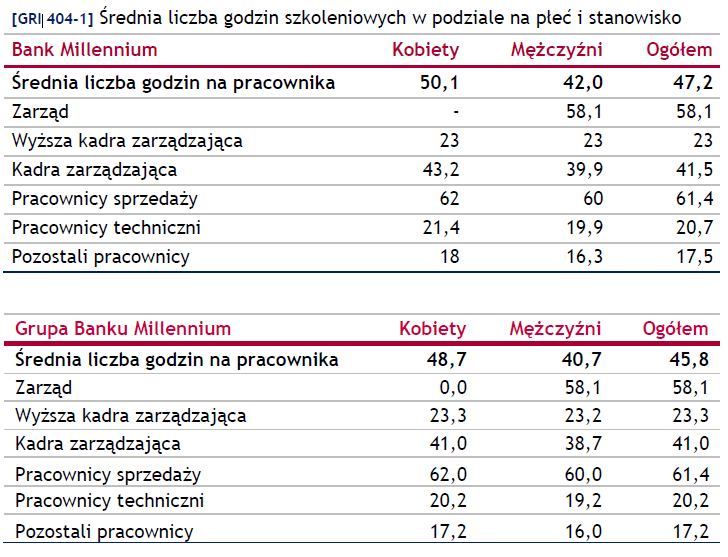 [GRI|404-1] Średnia liczba godzin szkoleniowych w podziale na płeć i stanowisko
Bank Millennium Kobiety Mężczyźni Ogółem
Średnia liczba godzin na pracownika 50,1 42,0 47,2
Zarząd - 58,1 58,1
Wyższa kadra zarządzająca 23 23 23
Kadra zarządzająca 43,2 39,9 41,5
Pracownicy sprzedaży 62 60 61,4
Pracownicy techniczni 21,4 19,9 20,7
Pozostali pracownicy 18 16,3 17,5
Grupa Banku Millennium Kobiety Mężczyźni Ogółem
Średnia liczba godzin na pracownika 48,7 40,7 45,8
Zarząd 0,0 58,1 58,1
Wyższa kadra zarządzająca 23,3 23,2 23,3
Kadra zarządzająca 41,0 38,7 41,0
Pracownicy sprzedaży 62,0 60,0 61,4
Pracownicy techniczni 20,2 19,2 20,2
Pozostali pracownicy 17,2 16,0 17,2